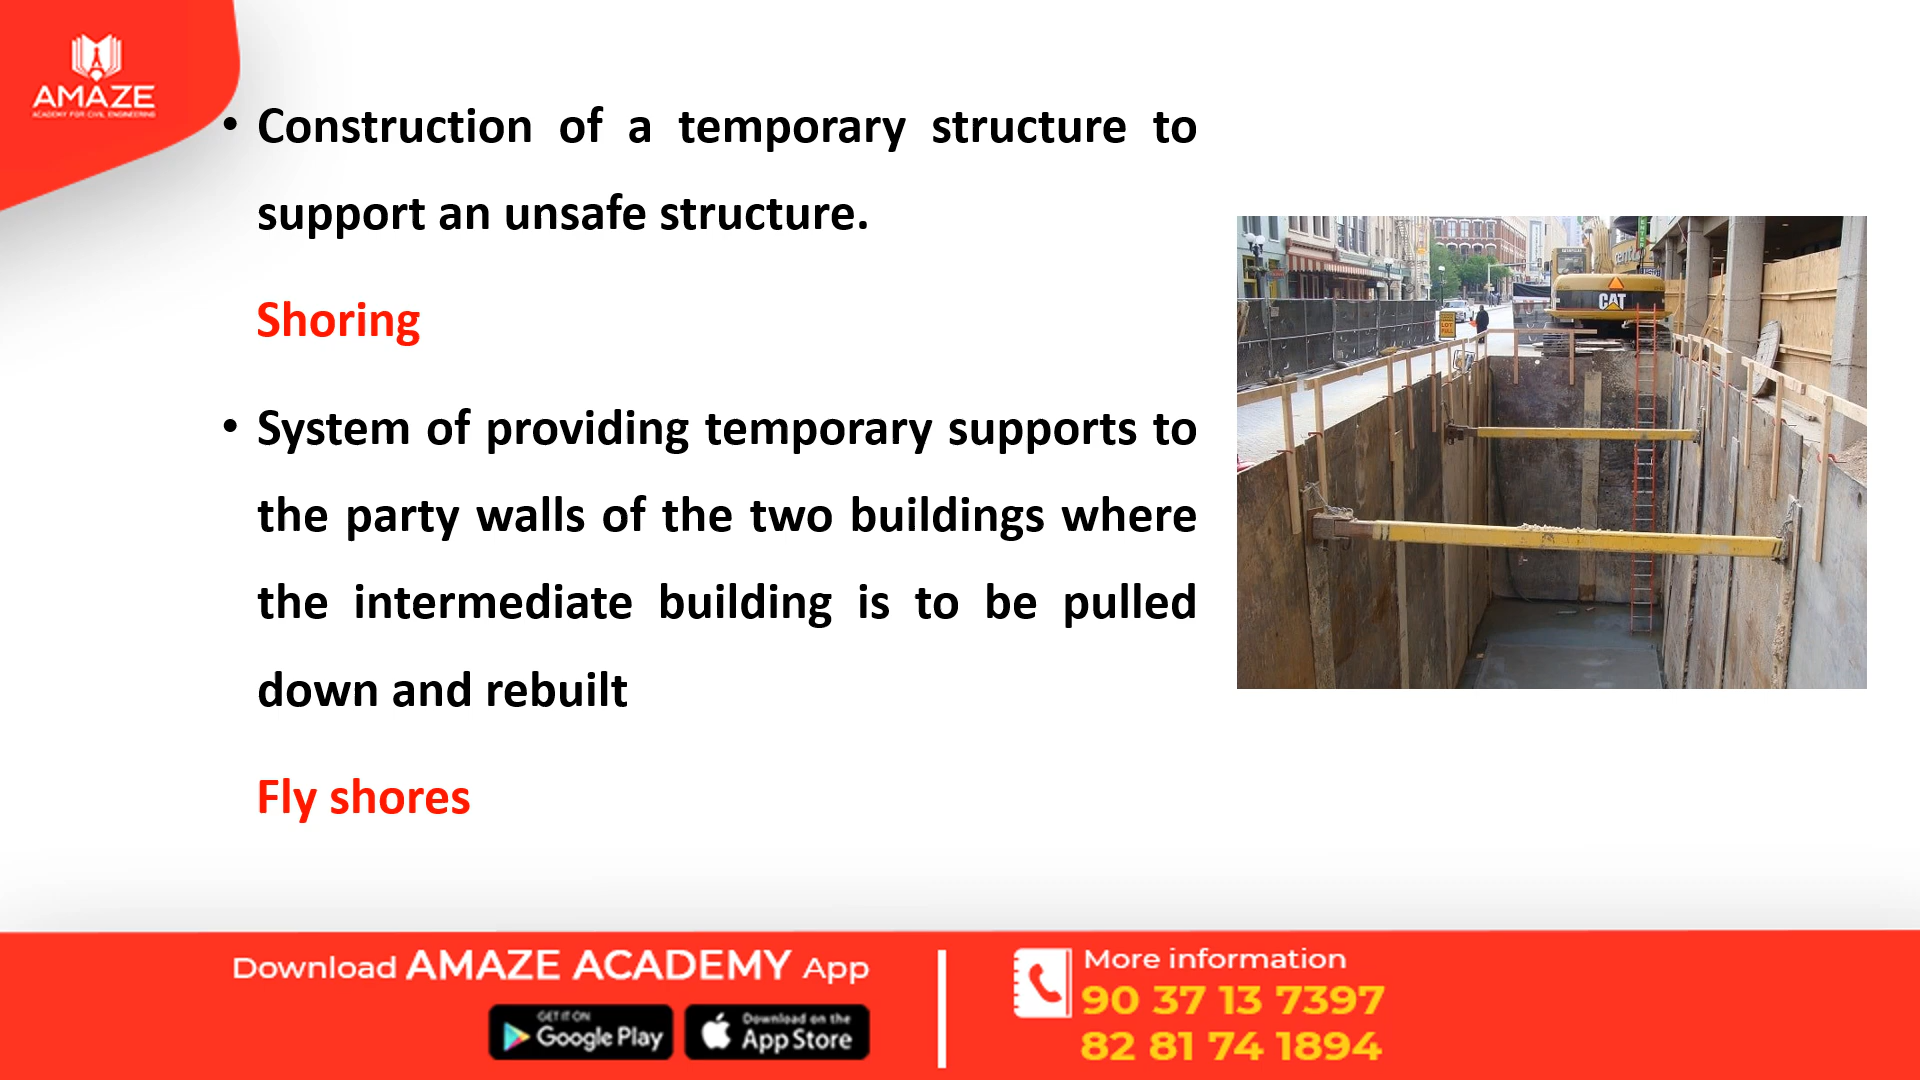 AMAZE
ACADEMY FOR CIVIL ENGINEERING
• Construction of a temporary structure to
support an unsafe structure.
Shoring
• System of providing temporary supports to
the party walls of the two buildings where
the intermediate building is to be pulled
down and rebuilt
Fly shores
CAT
Download AMAZE ACADEMY App
GET IT ON
Google Play
Download on the
App Store
More information
90 37 13 7397
82 81 74 1894